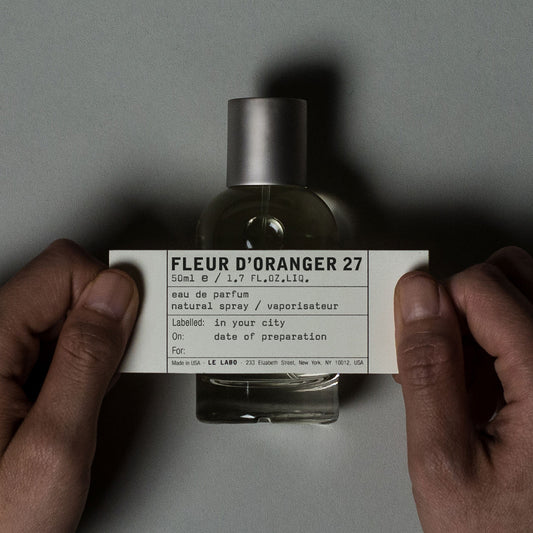 FLEUR D'ORANGER 27
50ml e / 1.7 FL.OZ.LIQ.
eau de parfum
natural spray / vaporisateur
Labelled: in your city
On: date of preparation
For:
Made in USA - LE LABO - 233 Elizabeth Street, New York, NY 10012, USA